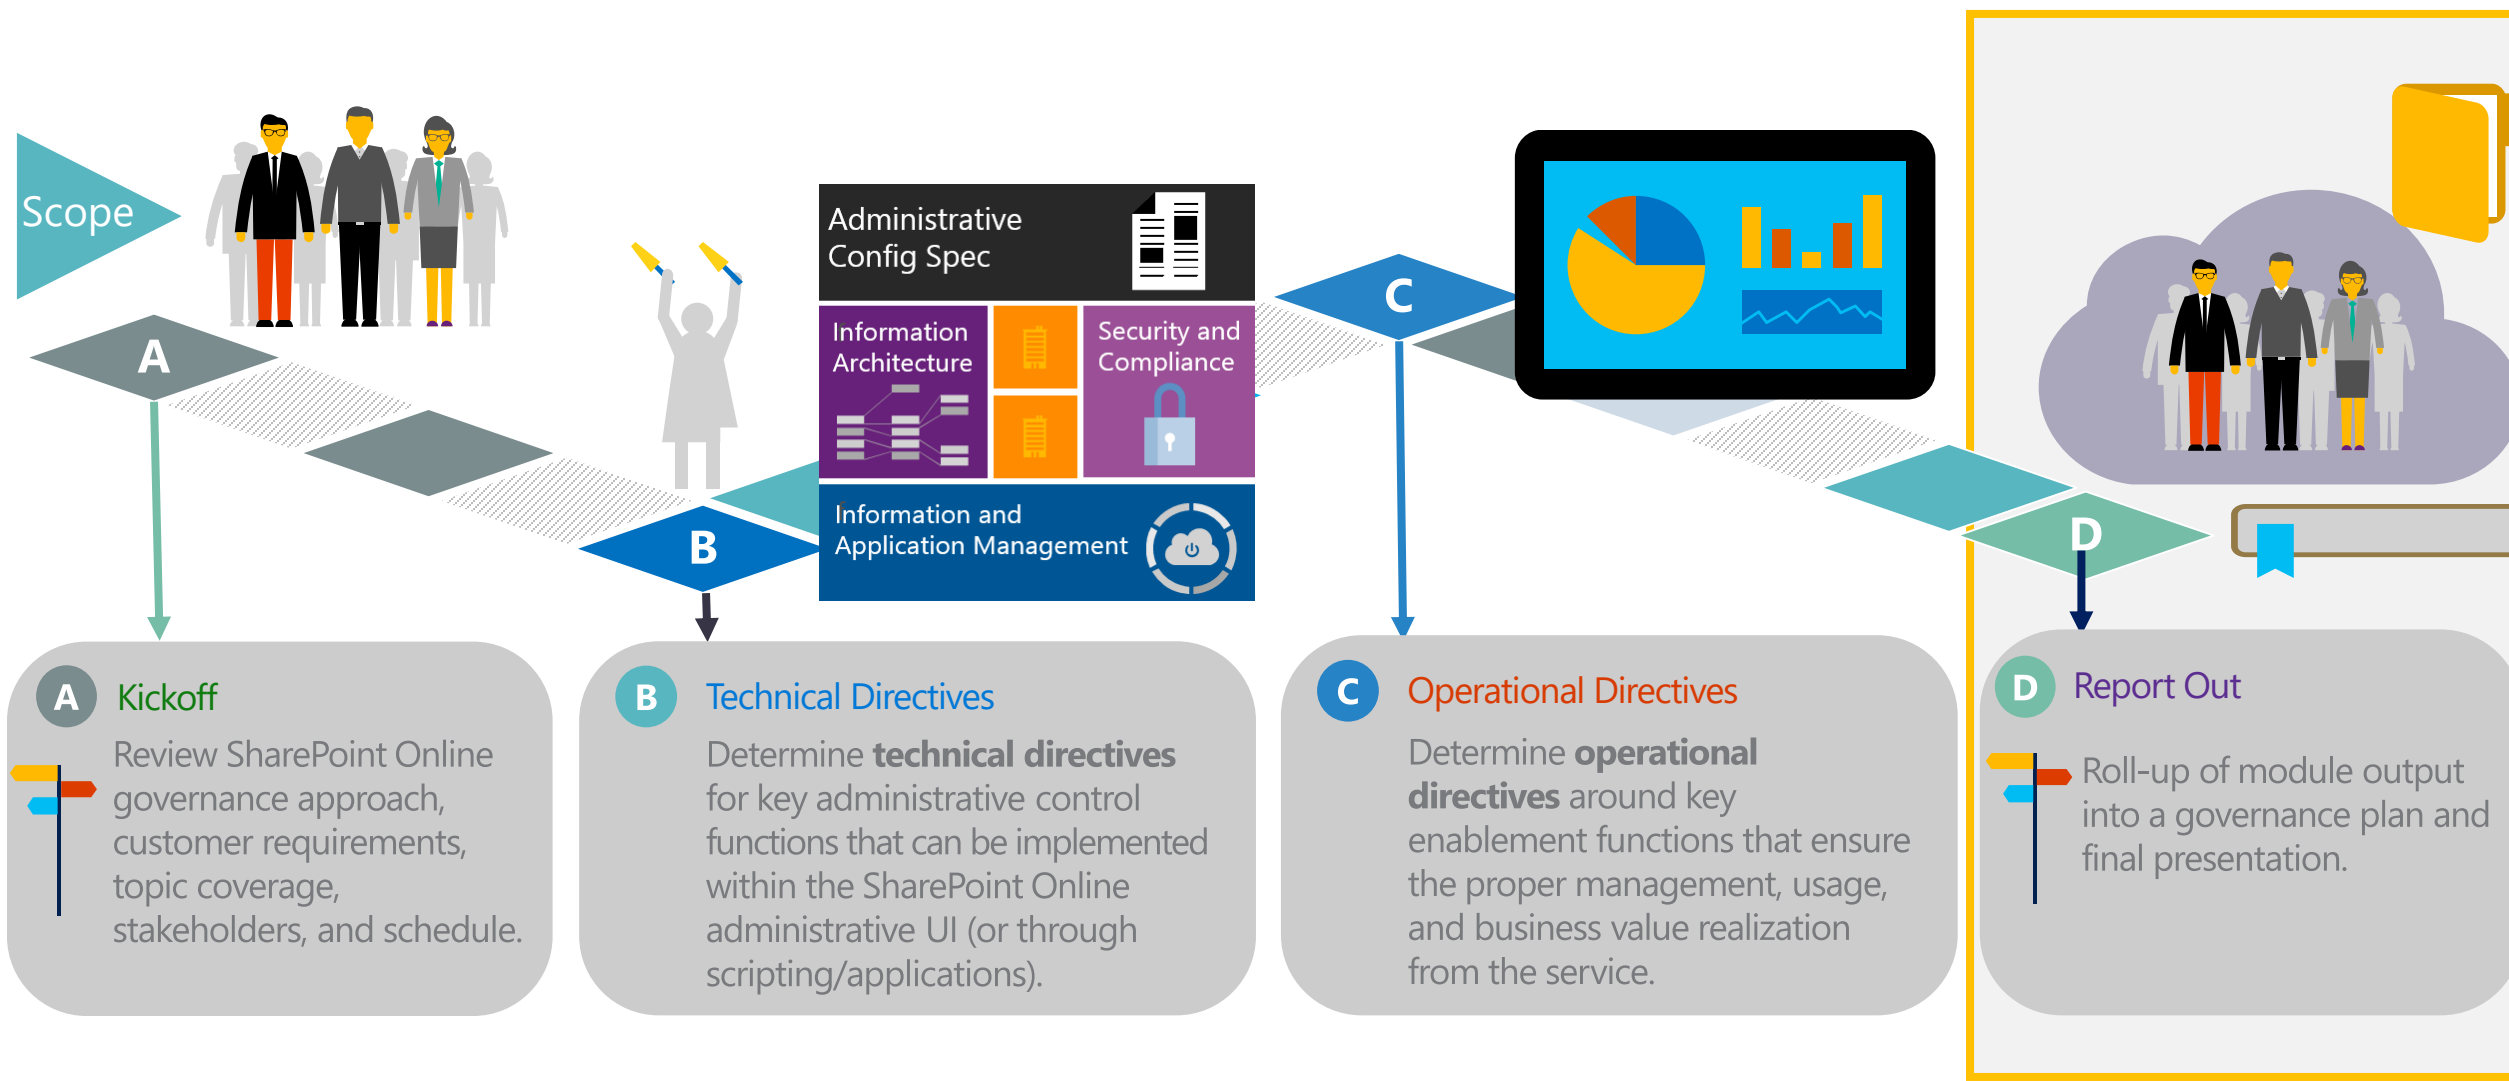 Scope
Administrative
Config Spec
Information
Architecture
Security and
Compliance
Information and
Application Management
A
B
C
D
A
Kickoff
Review SharePoint Online
governance approach,
customer requirements,
topic coverage,
stakeholders, and schedule.
B
Technical Directives
Determine technical directives
for key administrative control
functions that can be implemented
within the SharePoint Online
administrative UI (or through
scripting/applications).
C
Operational Directives
Determine operational
directives around key
enablement functions that ensure
the proper management, usage,
and business value realization
from the service.
D
Report Out
Roll-up of module output
into a governance plan and
final presentation.